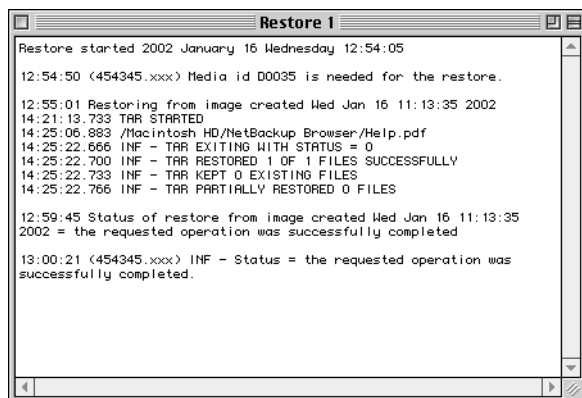 Restore 1
Restore started 2002 January 16 Wednesday 12:54:05
12:54:50 (454345.xxx) Media id D0035 is needed for the restore.
12:55:01 Restoring from image created Wed Jan 16 11:13:35 2002
14:21:13.733 TAR STARTED
14:25:06.883 /Macintosh HD/NetBackup Browser/Help.pdf
14:25:22.666 INF - TAR EXITING WITH STATUS = 0
14:25:22.700 INF - TAR RESTORED 1 OF 1 FILES SUCCESSFULLY
14:25:22.733 INF - TAR KEPT 0 EXISTING FILES
14:25:22.766 INF - TAR PARTIALLY RESTORED 0 FILES
12:59:45 Status of restore from image created Wed Jan 16 11:13:35
2002 = the requested operation was successfully completed
13:00:21 (454345.xxx) INF - Status = the requested operation was
successfully completed.